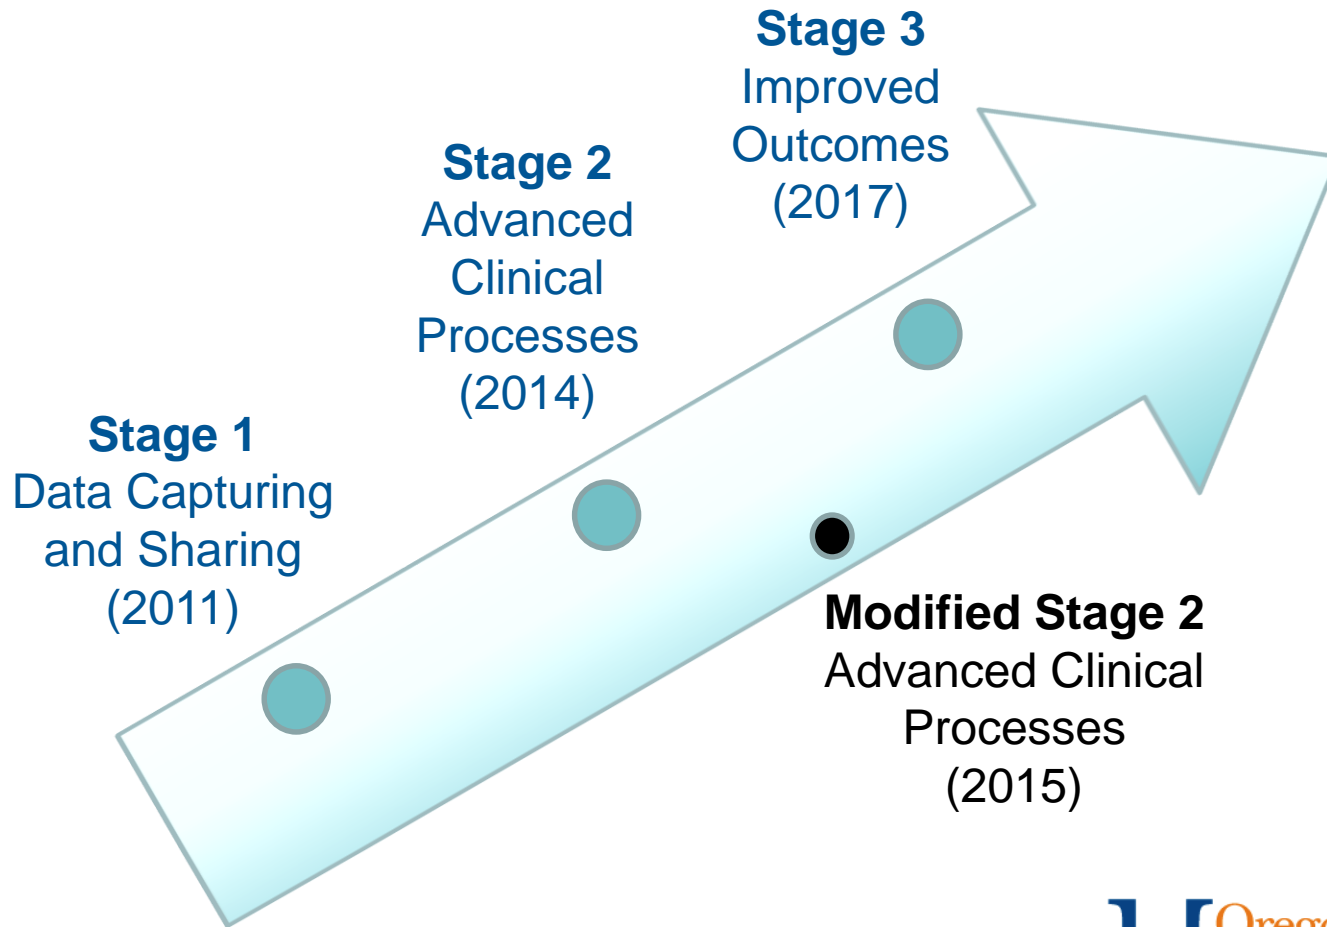 Stage 3
Improved
Outcomes
(2017)
Stage 2
Advanced
Clinical
Processes
(2014)
Stage 1
Data Capturing
and Sharing
(2011)
Modified Stage 2
Advanced Clinical
Processes
(2015)